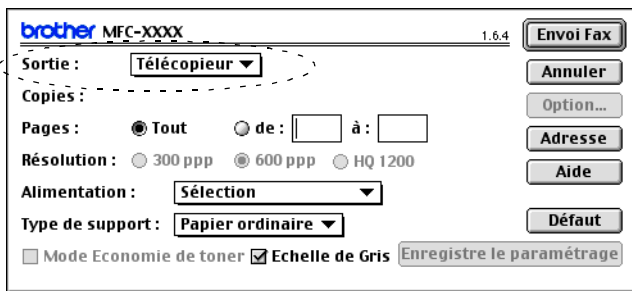 brother MFC-XXXX 1.6.4 Envoi Fax
Sortie : Télécopieur Annuler
Copies : Option...
Pages : Tout de : à : Adresse
Résolution : 300 ppp 600 ppp HQ 1200 Aide
Alimentation : Sélection
Type de support : Papier ordinaire Défaut
Mode Economie de toner Echelle de Gris Enregistre le paramétrage